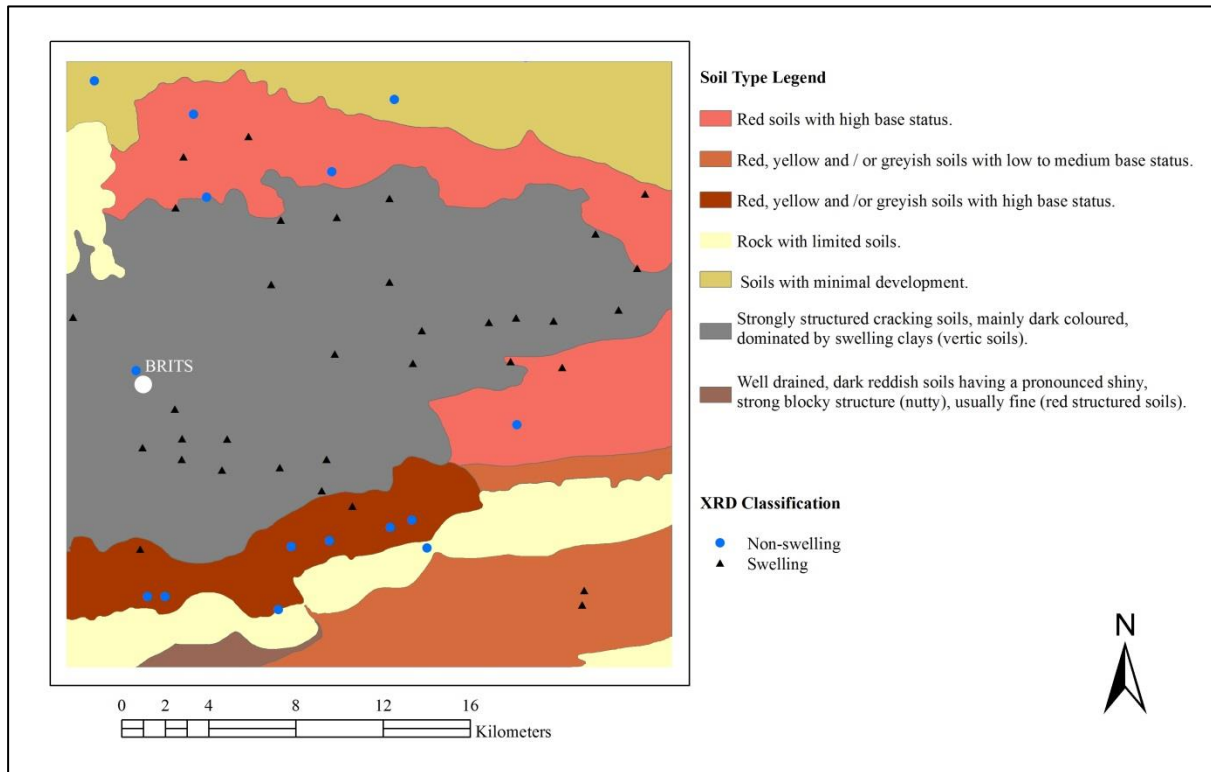 BRITS
Soil Type Legend
Red soils with high base status.
Red, yellow and / or greyish soils with low to medium base status.
Red, yellow and /or greyish soils with high base status.
Rock with limited soils.
Soils with minimal development.
Strongly structured cracking soils, mainly dark coloured,
dominated by swelling clays (vertic soils).
Well drained, dark reddish soils having a pronounced shiny,
strong blocky structure (nutty), usually fine (red structured soils).
XRD Classification
Non-swelling
Swelling
N
0 2 4 8 12 16
Kilometers